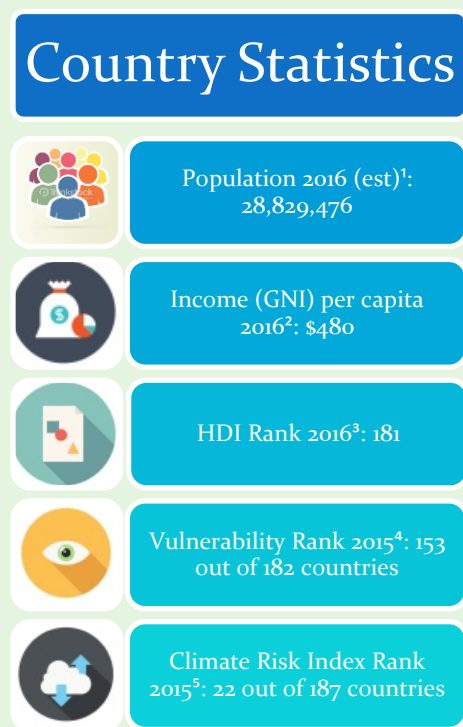 Country Statistics
Population 2016 (est)¹:
28,829,476
Income (GNI) per capita
2016²: $480
HDI Rank 2016³: 181
Vulnerability Rank 2015⁴: 153
out of 182 countries
Climate Risk Index Rank
2015⁵: 22 out of 187 countries